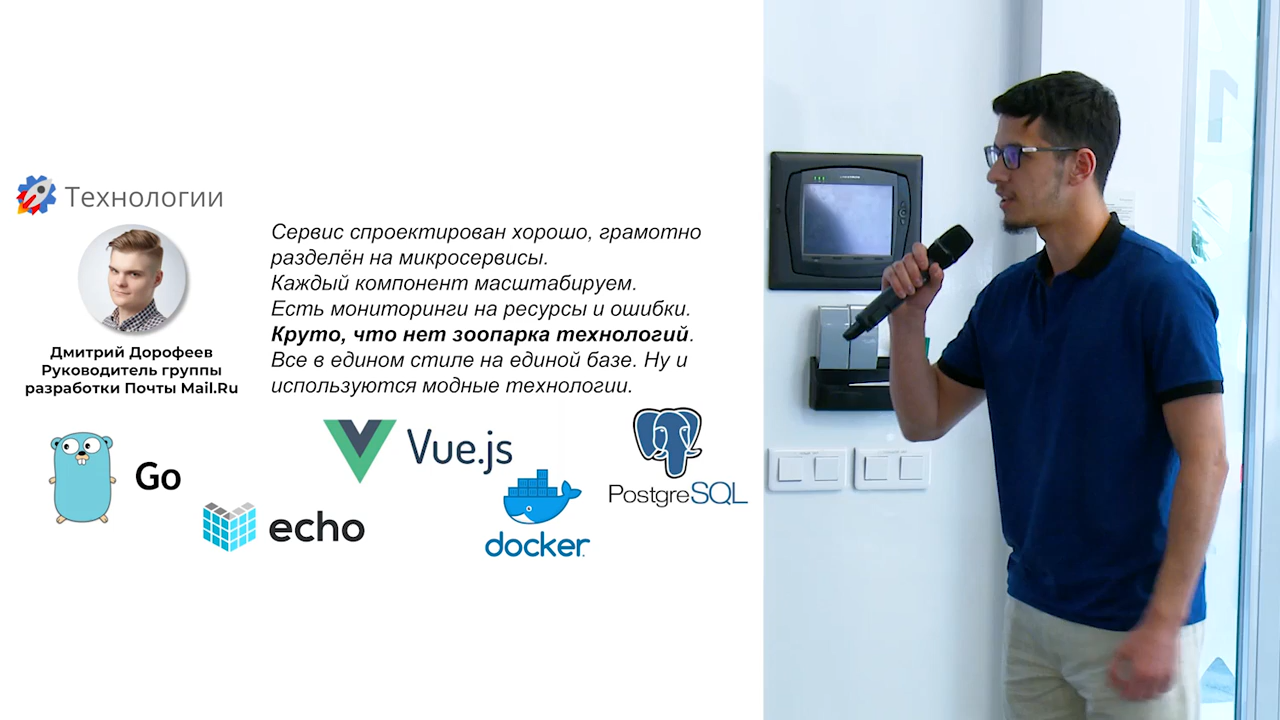 Технологии
Дмитрий Дорофеев
Руководитель группы
разработки Почты Mail.Ru
Сервис спроектирован хорошо, грамотно
разделён на микросервисы.
Каждый компонент масштабируем.
Есть мониторинги на ресурсы и ошибки.
Круто, что нет зоопарка технологий.
Все в едином стиле на единой базе. Ну и
используются модные технологии.
Go
echo
Vue.js
docker
PostgreSQL